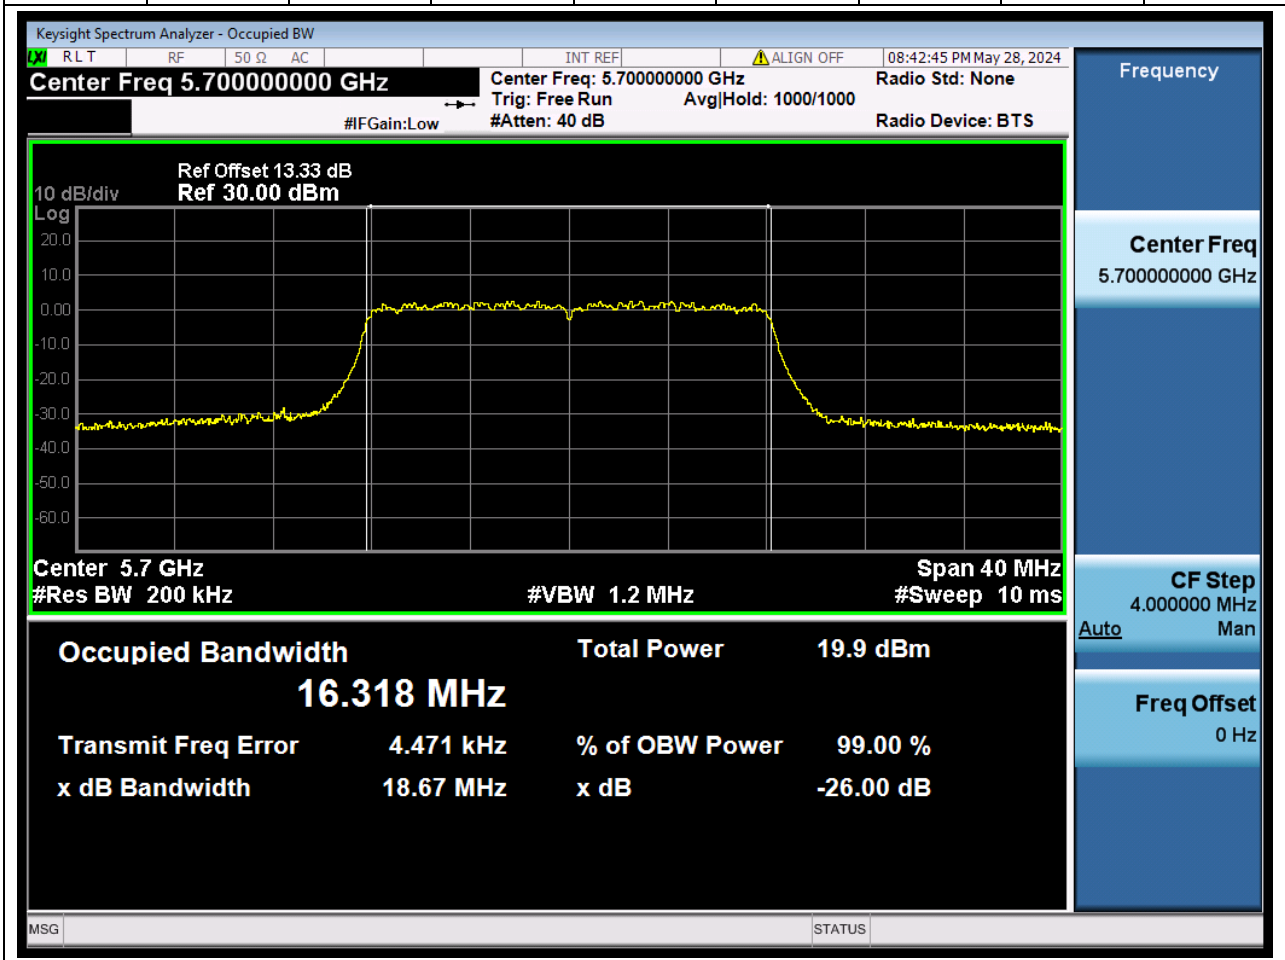 Keysight Spectrum Analyzer - Occupied BW
LXI RLT RF 50 Ω AC INT REF ALIGN OFF 08:42:45 PM May 28, 2024
Center Freq 5.700000000 GHz
Center Freq: 5.700000000 GHz Radio Std: None
Trig: Free Run Avg|Hold: 1000/1000
#IFGain:Low #Atten: 40 dB Radio Device: BTS
Ref Offset 13.33 dB
10 dB/div Ref 30.00 dBm
Log
20.0
10.0
0.00
-10.0
-20.0
-30.0
-40.0
-50.0
-60.0
Center 5.7 GHz Span 40 MHz
#Res BW 200 kHz #VBW 1.2 MHz #Sweep 10 ms
Occupied Bandwidth Total Power 19.9 dBm
16.318 MHz
Transmit Freq Error 4.471 kHz % of OBW Power 99.00 %
x dB Bandwidth 18.67 MHz x dB -26.00 dB
MSG STATUS
Frequency
Center Freq
5.700000000 GHz
CF Step
4.000000 MHz
Auto Man
Freq Offset
0 Hz